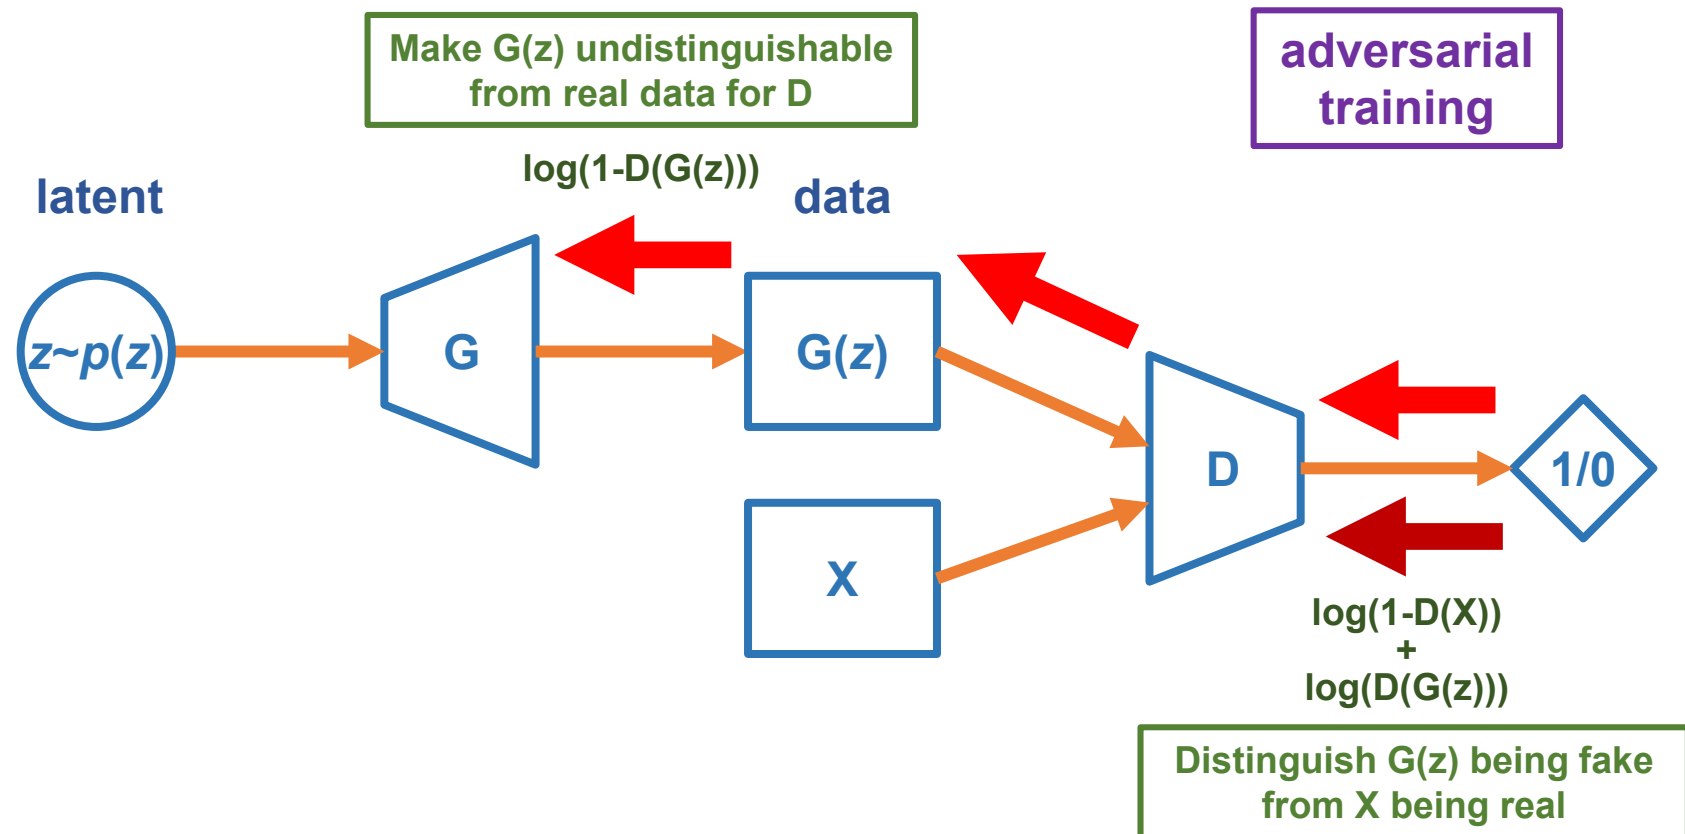 Make G(z) undistinguishable
from real data for D
adversarial
training
log(1-D(G(z)))
latent
data
z~p(z)
G
G(z)
D
1/0
X
log(1-D(X))
+
log(D(G(z)))
Distinguish G(z) being fake
from X being real